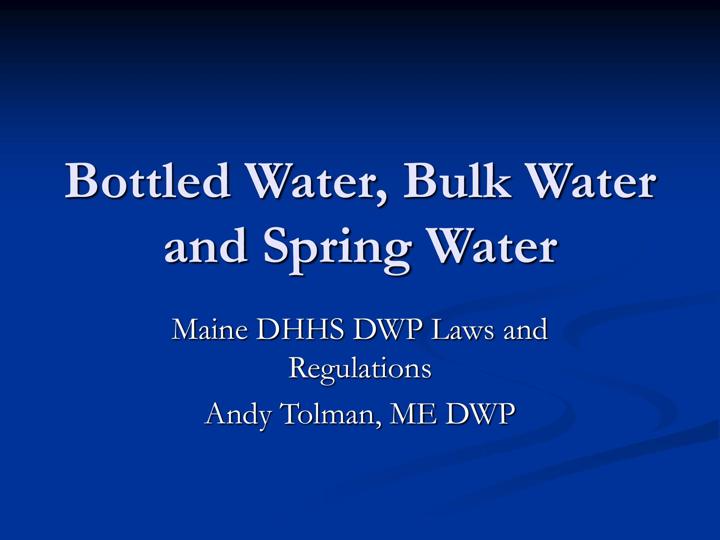 Bottled Water, Bulk Water
and Spring Water
Maine DHHS DWP Laws and
Regulations
Andy Tolman, ME DWP